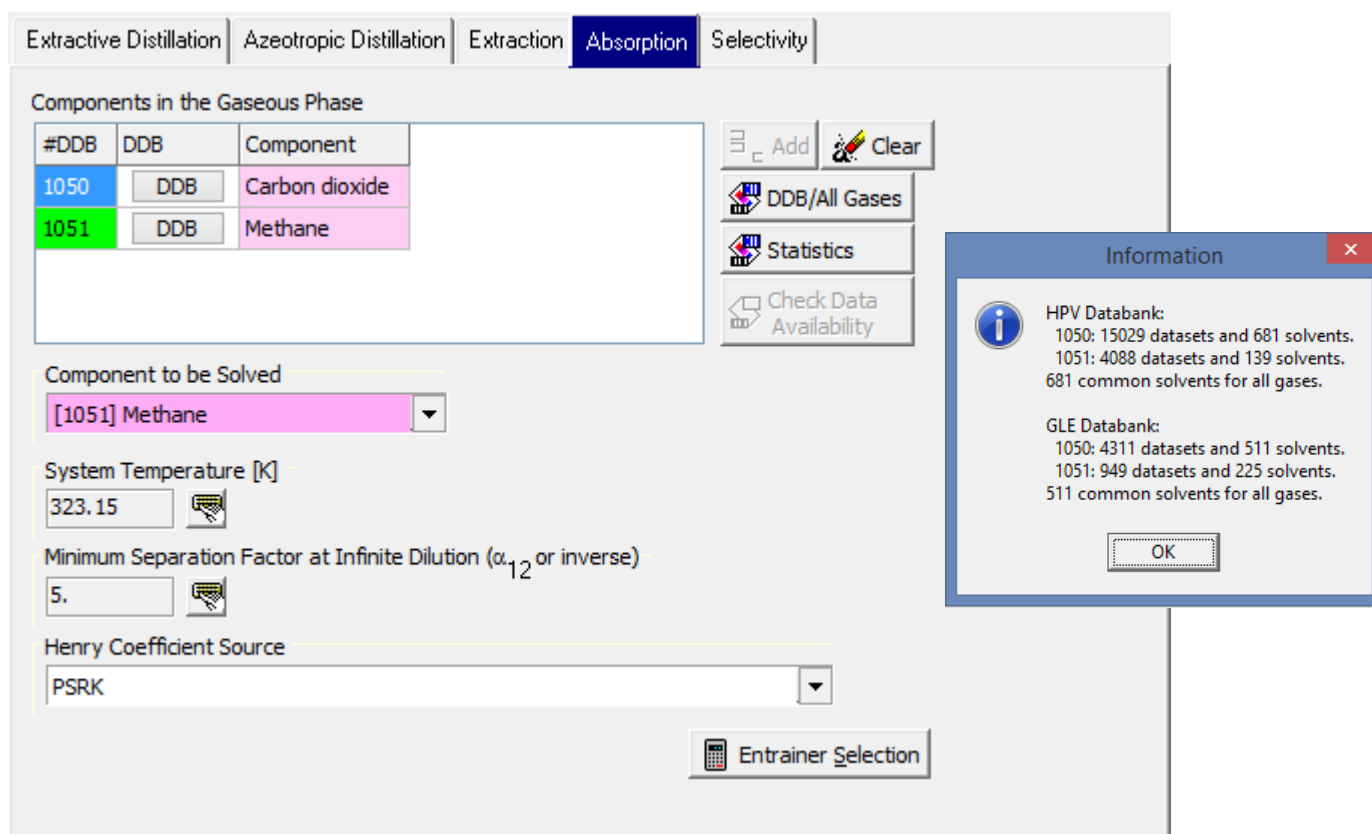 Extractive Distillation Azeotropic Distillation Extraction Absorption Selectivity
Components in the Gaseous Phase
#DDB DDB Component
1050 DDB Carbon dioxide
1051 DDB Methane
Add Clear
DDB/All Gases
Statistics
Check Data
Availability
Component to be Solved
[1051] Methane
System Temperature [K]
323.15
Minimum Separation Factor at Infinite Dilution (α12 or inverse)
5.
Henry Coefficient Source
PSRK
Entrainer Selection
Information
HPV Databank:
1050: 15029 datasets and 681 solvents.
1051: 4088 datasets and 139 solvents.
681 common solvents for all gases.
GLE Databank:
1050: 4311 datasets and 511 solvents.
1051: 949 datasets and 225 solvents.
511 common solvents for all gases.
OK